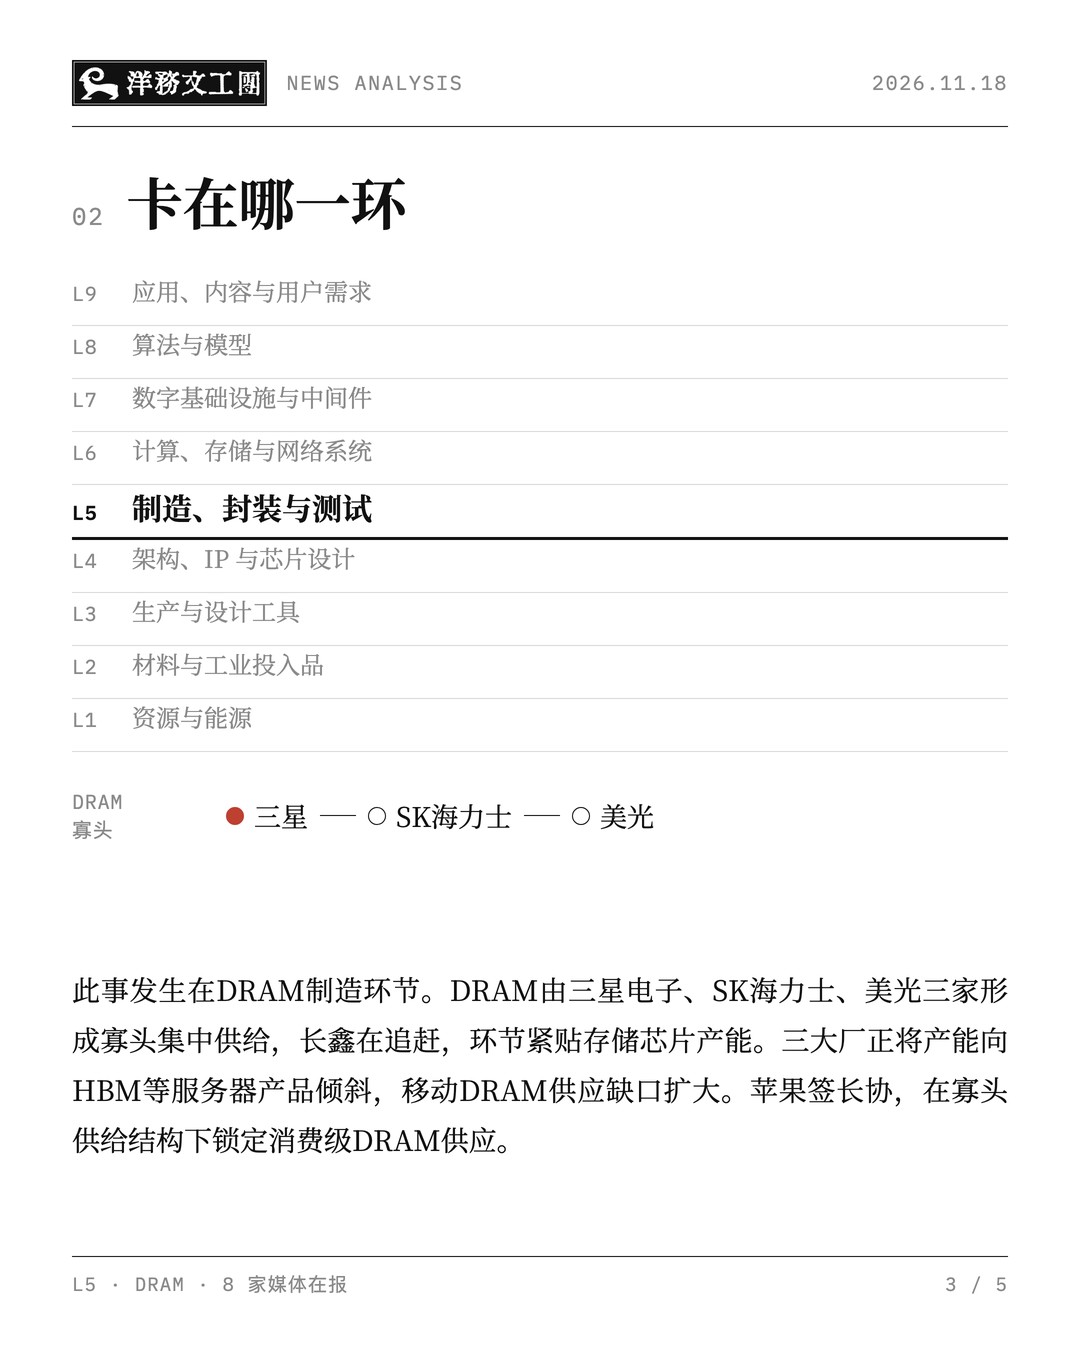 洋務文工團 NEWS ANALYSIS 2026.11.18
02 卡在哪一环
L9 应用、内容与用户需求
L8 算法与模型
L7 数字基础设施与中间件
L6 计算、存储与网络系统
L5 制造、封装与测试
L4 架构、IP 与芯片设计
L3 生产与设计工具
L2 材料与工业投入品
L1 资源与能源
DRAM
寡头
三星 — SK海力士 — 美光
此事发生在DRAM制造环节。DRAM由三星电子、SK海力士、美光三家形
成寡头集中供给，长鑫在追赶，环节紧贴存储芯片产能。三大厂正将产能向
HBM等服务器产品倾斜，移动DRAM供应缺口扩大。苹果签长协，在寡头
供给结构下锁定消费级DRAM供应。
L5 · DRAM · 8 家媒体在报 3 / 5